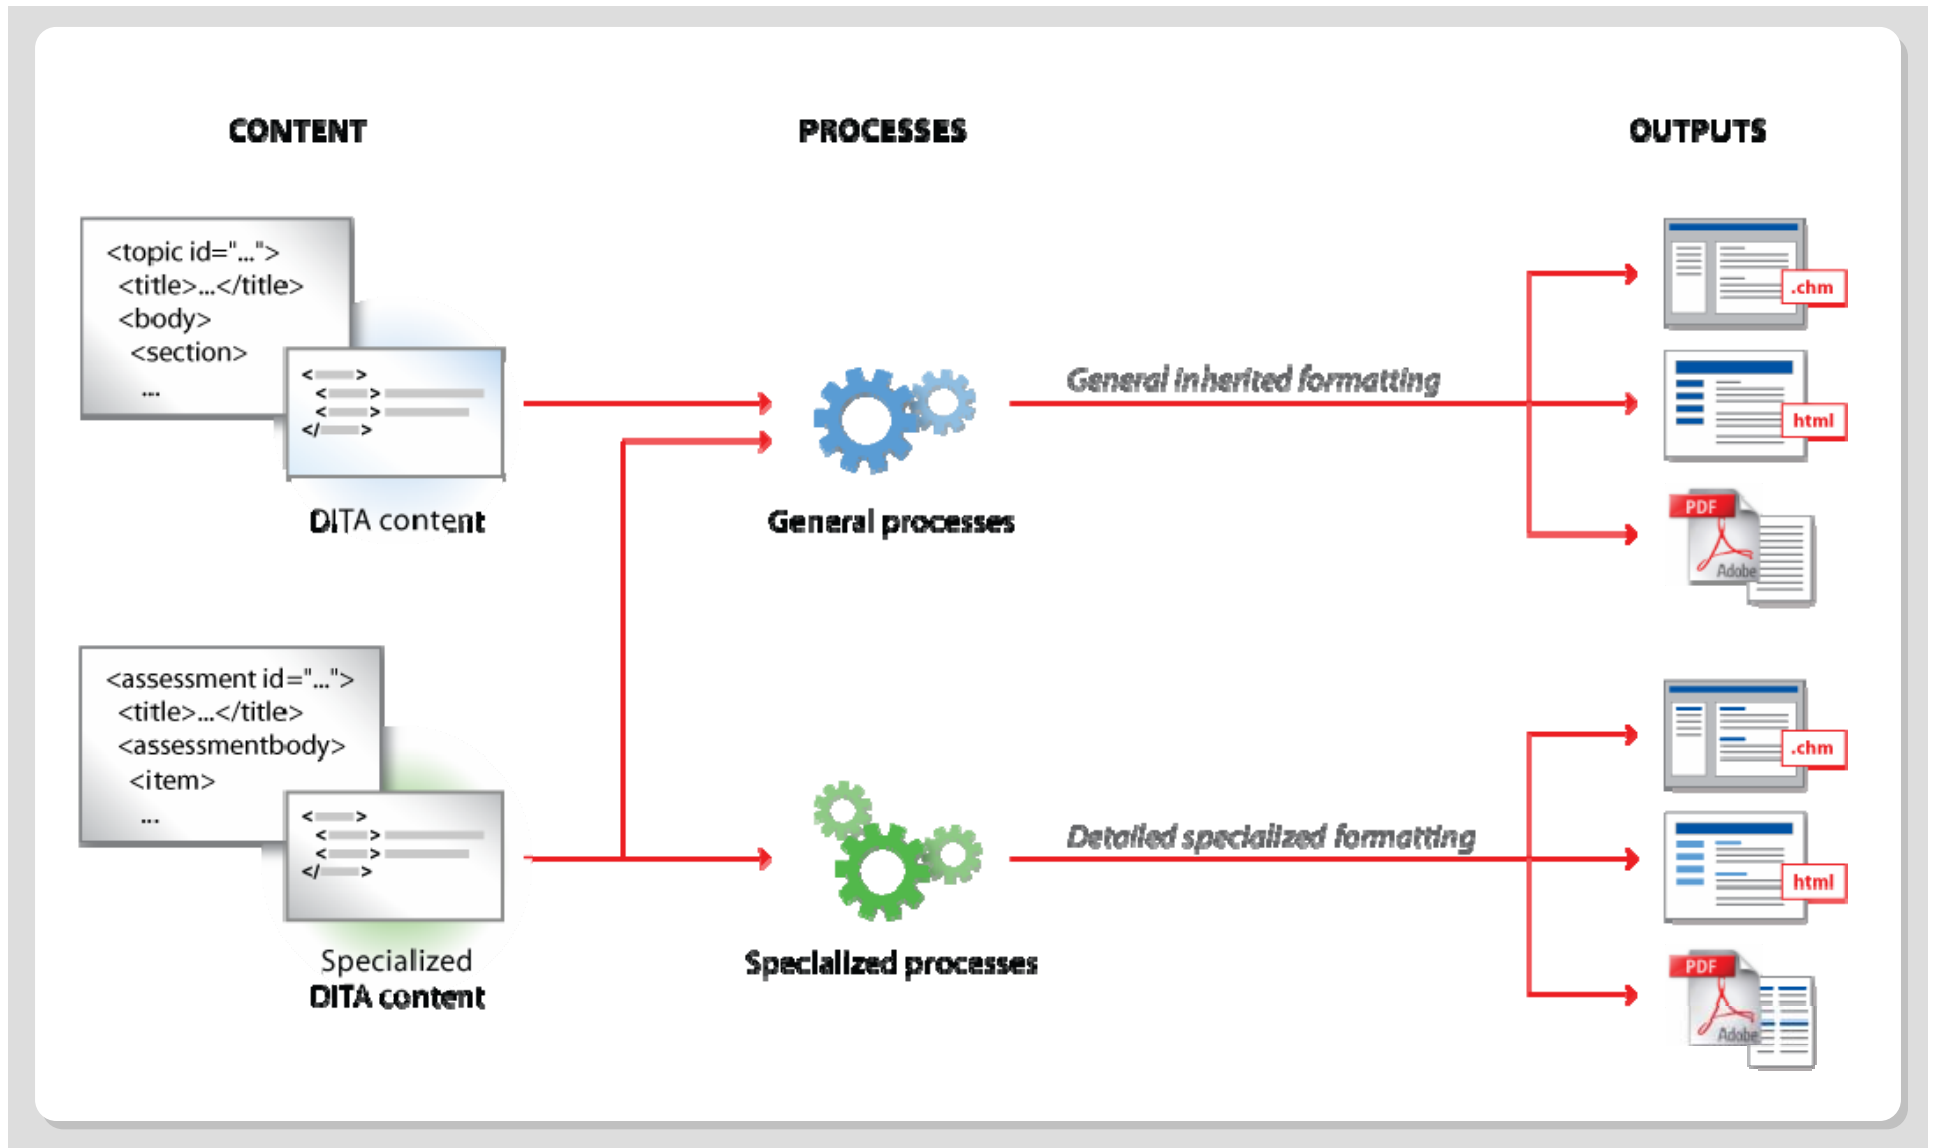 CONTENT
PROCESSES
OUTPUTS
<topic id="...">
<title>...</title>
<body>
<section>
...
< >
< >
< >
</ >
DITA content
General processes
General inherited formatting
.chm
html
PDF
Adobe
<assessment id="...">
<title>...</title>
<assessmentbody>
<item>
...
< >
< >
< >
</ >
Specialized
DITA content
Specialized processes
Detailed specialized formatting
.chm
html
PDF
Adobe